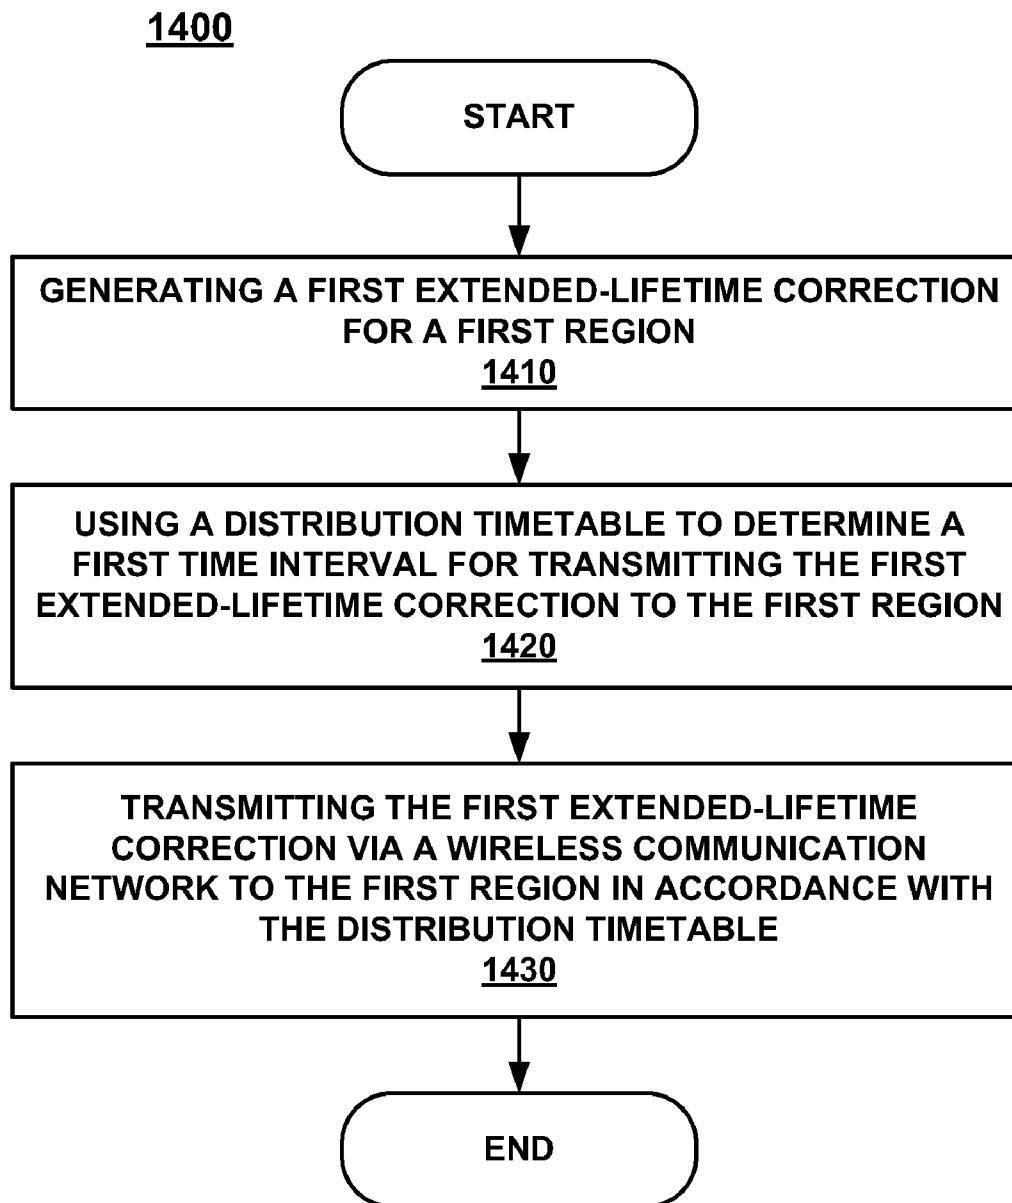 1400
START
GENERATING A FIRST EXTENDED-LIFETIME CORRECTION
FOR A FIRST REGION
1410
USING A DISTRIBUTION TIMETABLE TO DETERMINE A
FIRST TIME INTERVAL FOR TRANSMITTING THE FIRST
EXTENDED-LIFETIME CORRECTION TO THE FIRST REGION
1420
TRANSMITTING THE FIRST EXTENDED-LIFETIME
CORRECTION VIA A WIRELESS COMMUNICATION
NETWORK TO THE FIRST REGION IN ACCORDANCE WITH
THE DISTRIBUTION TIMETABLE
1430
END